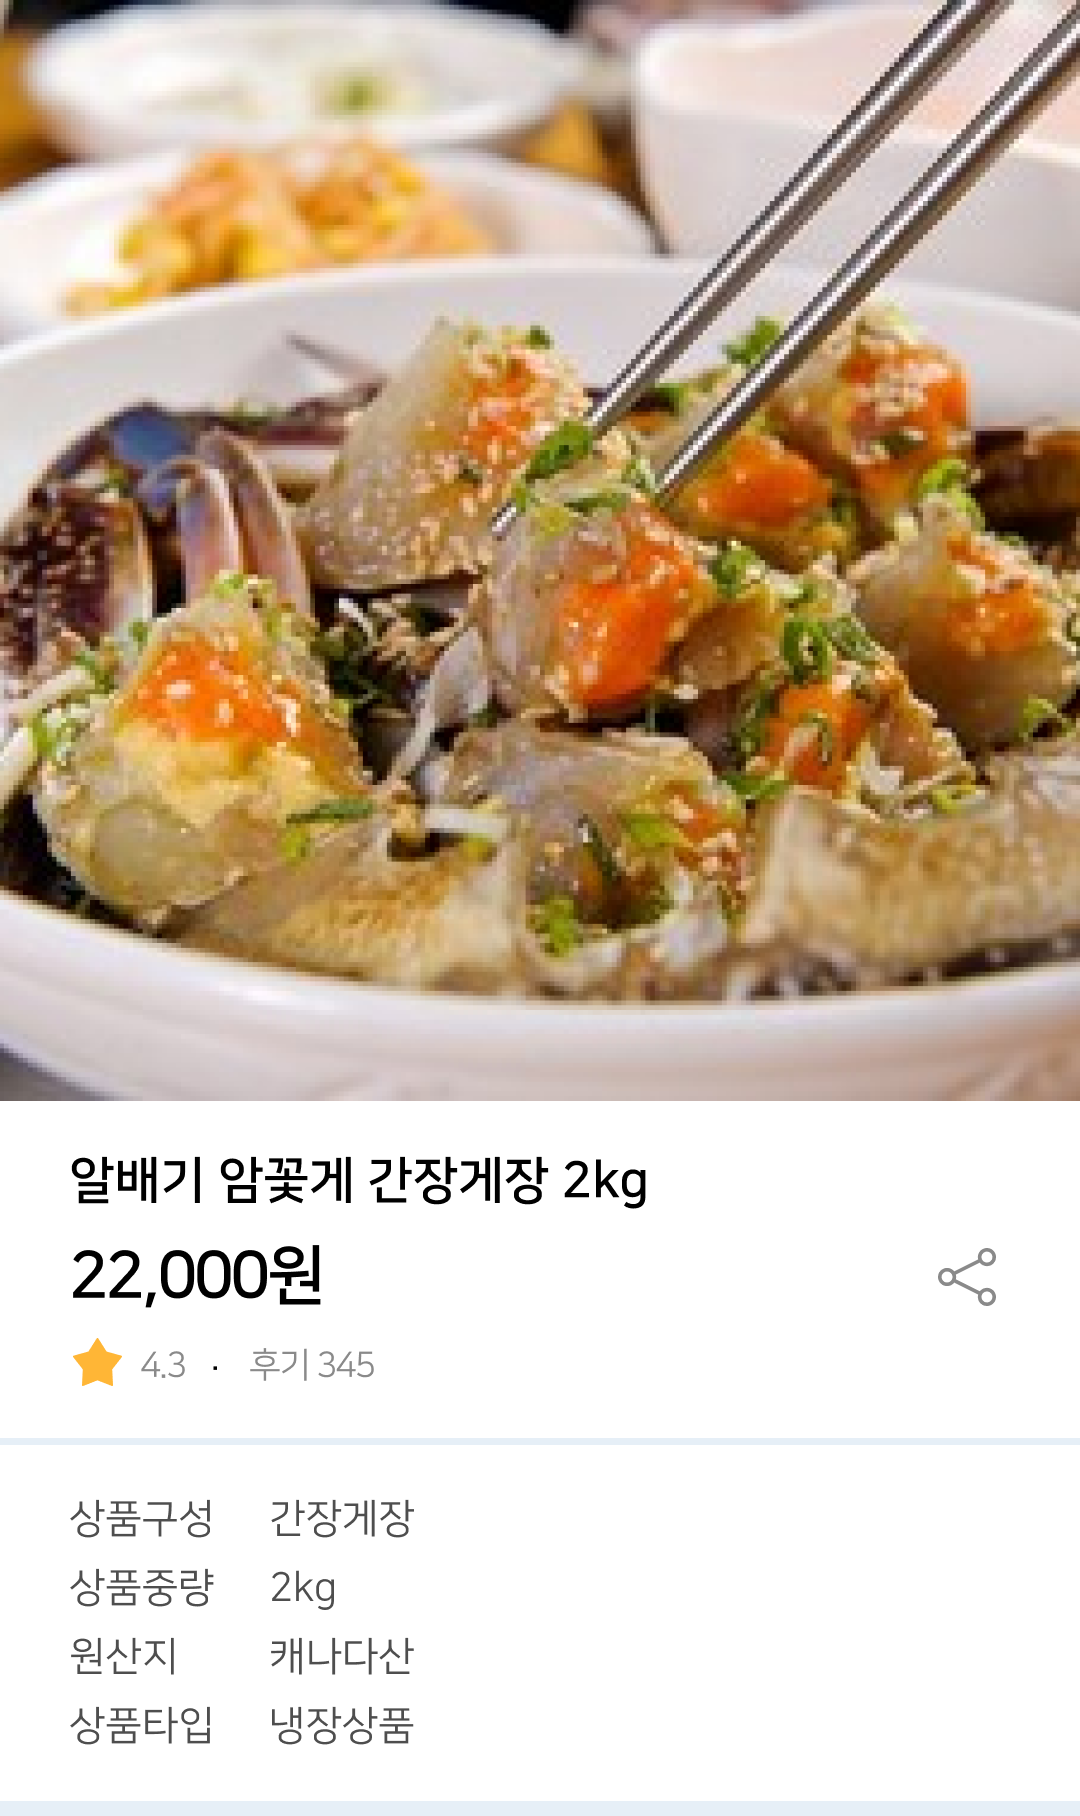 알배기 암꽃게 간장게장 2kg
22,000원
4.3 · 후기 345
상품구성 간장게장
상품중량 2kg
원산지 캐나다산
상품타입 냉장상품